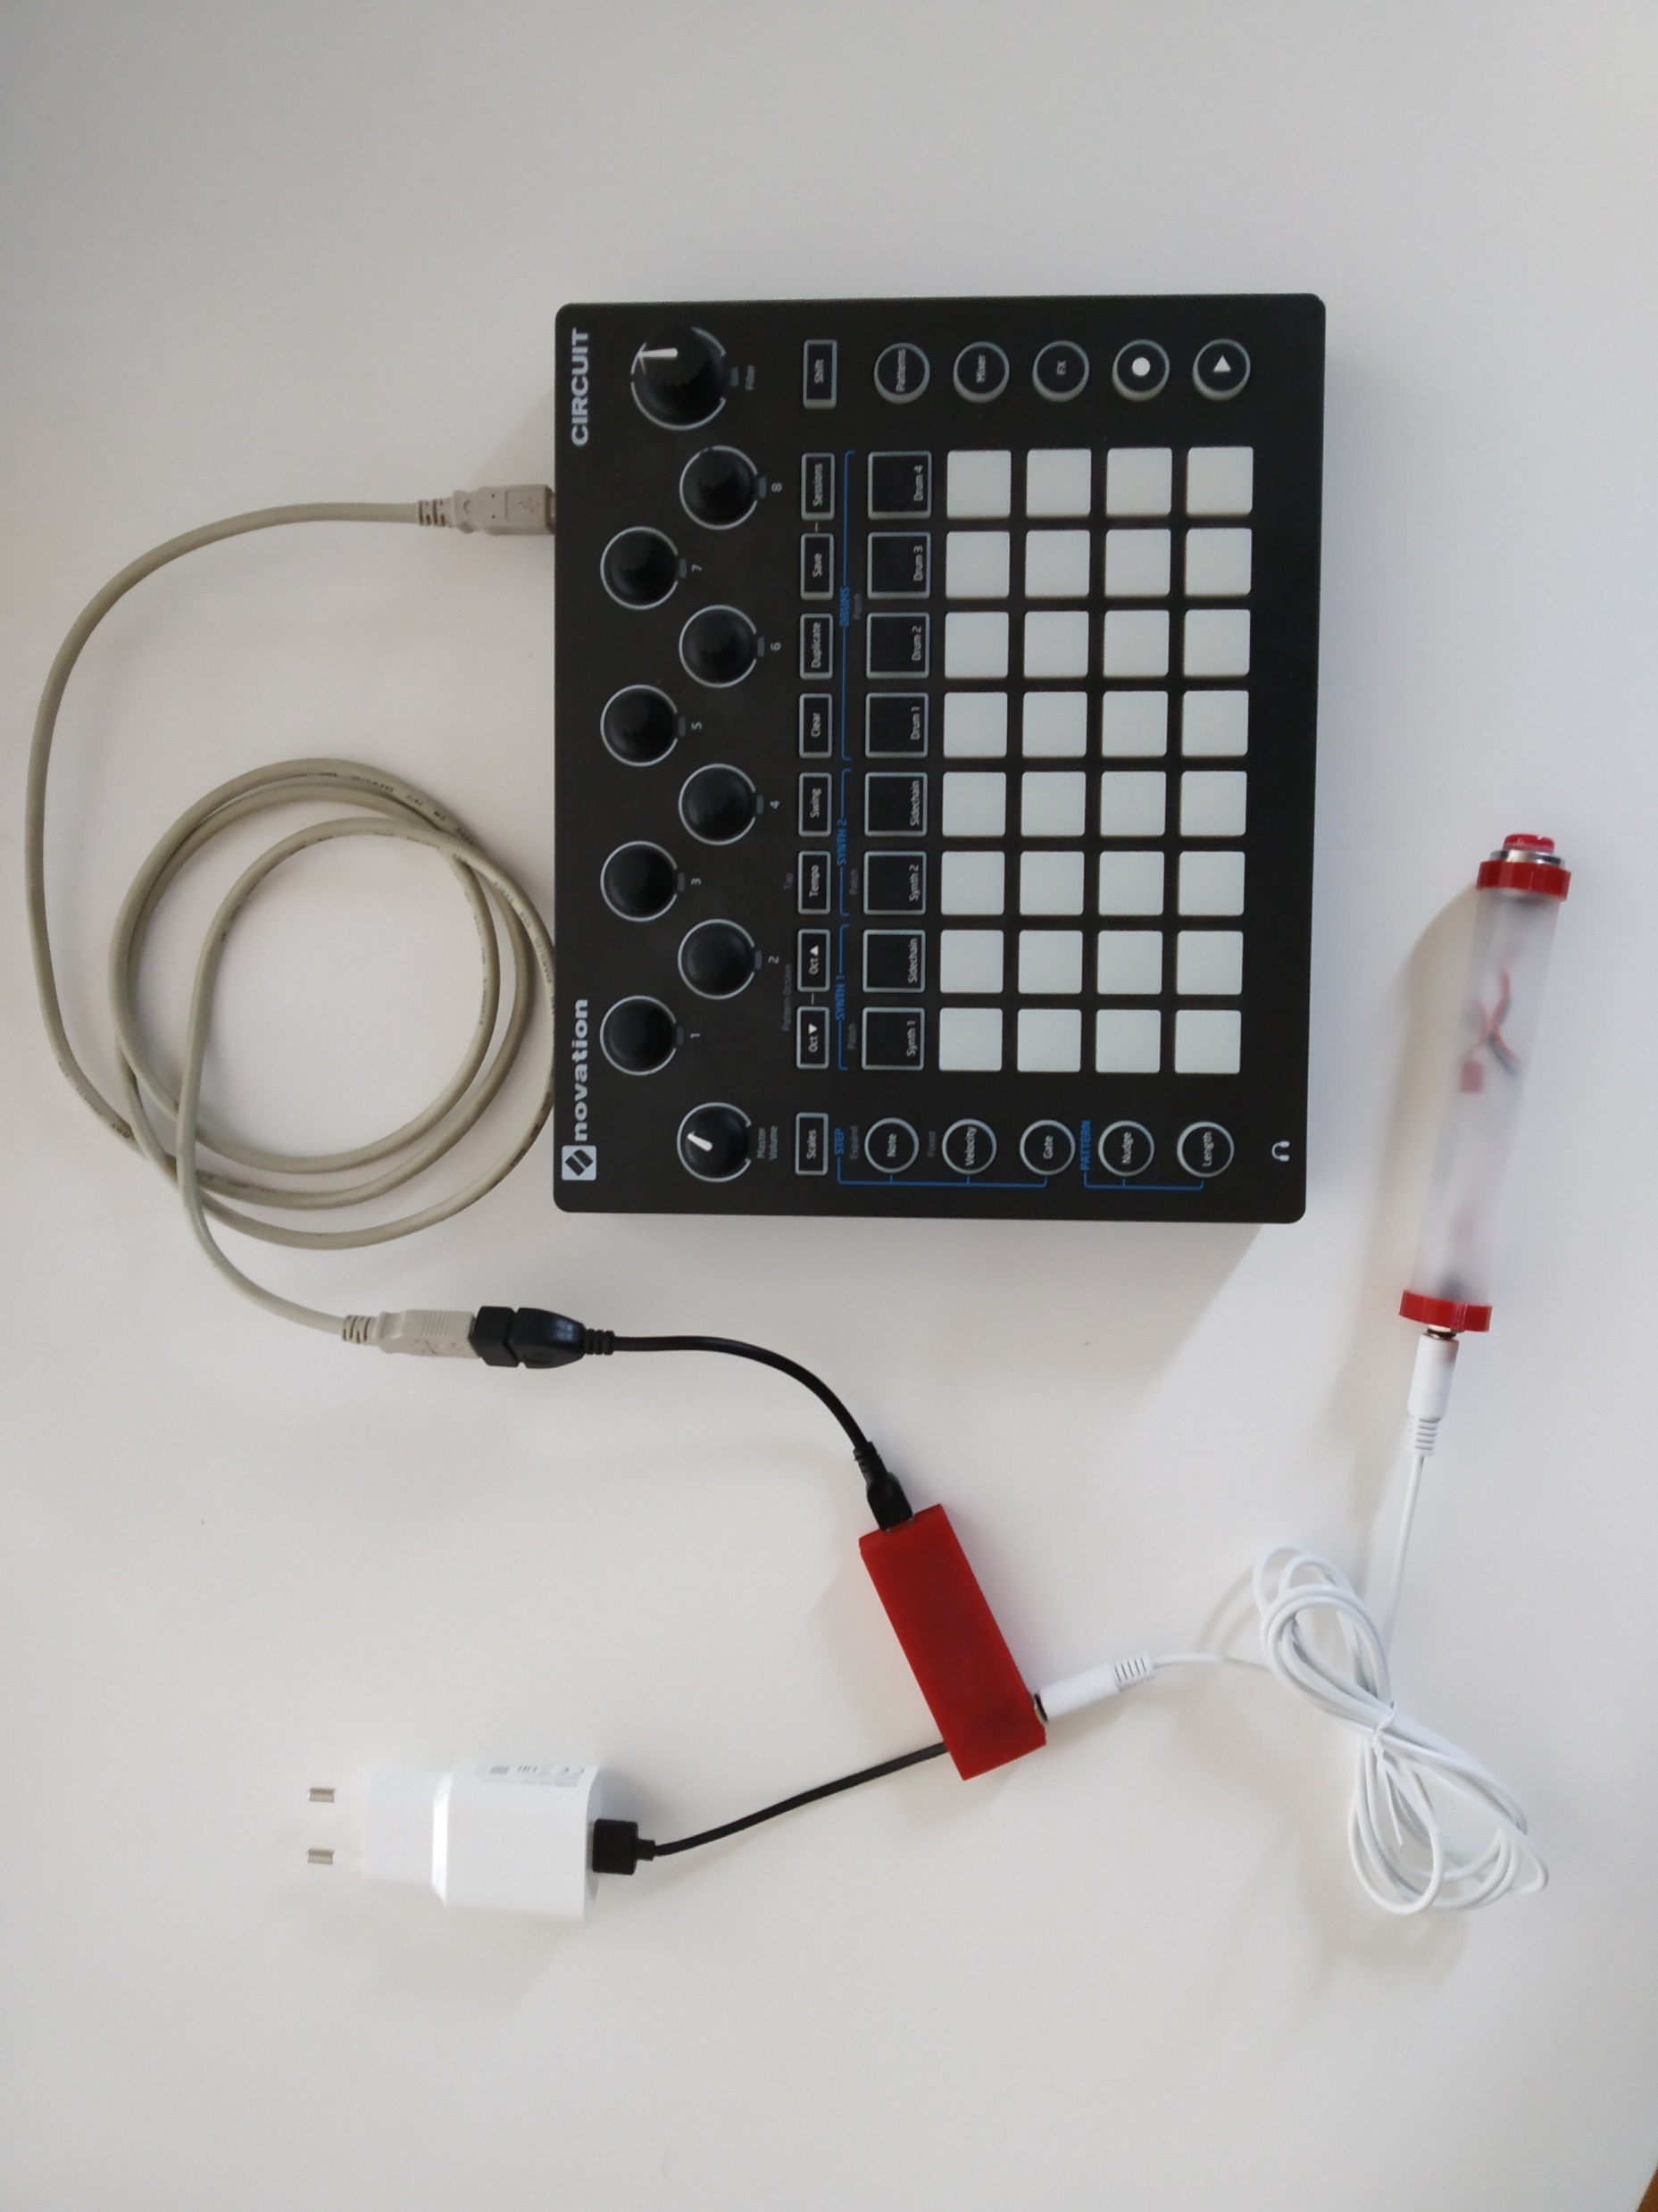 novation
CIRCUIT
1
3
5
7
2
4
6
8
Filter
Master
Volume
Pattern Octave
Tap
Scales
Oct ▼
Oct ▲
Tempo
Swing
Clear
Duplicate
Save
Sessions
Shift
STEP
SYNTH 1
SYNTH 2
DRUMS
Expand
Patch
Patch
Patch
Note
Synth 1
Sidechain
Synth 2
Sidechain
Drum 1
Drum 2
Drum 3
Drum 4
Patterns
Fixed
Velocity
Mixer
Gate
FX
PATTERN
Nudge
Length